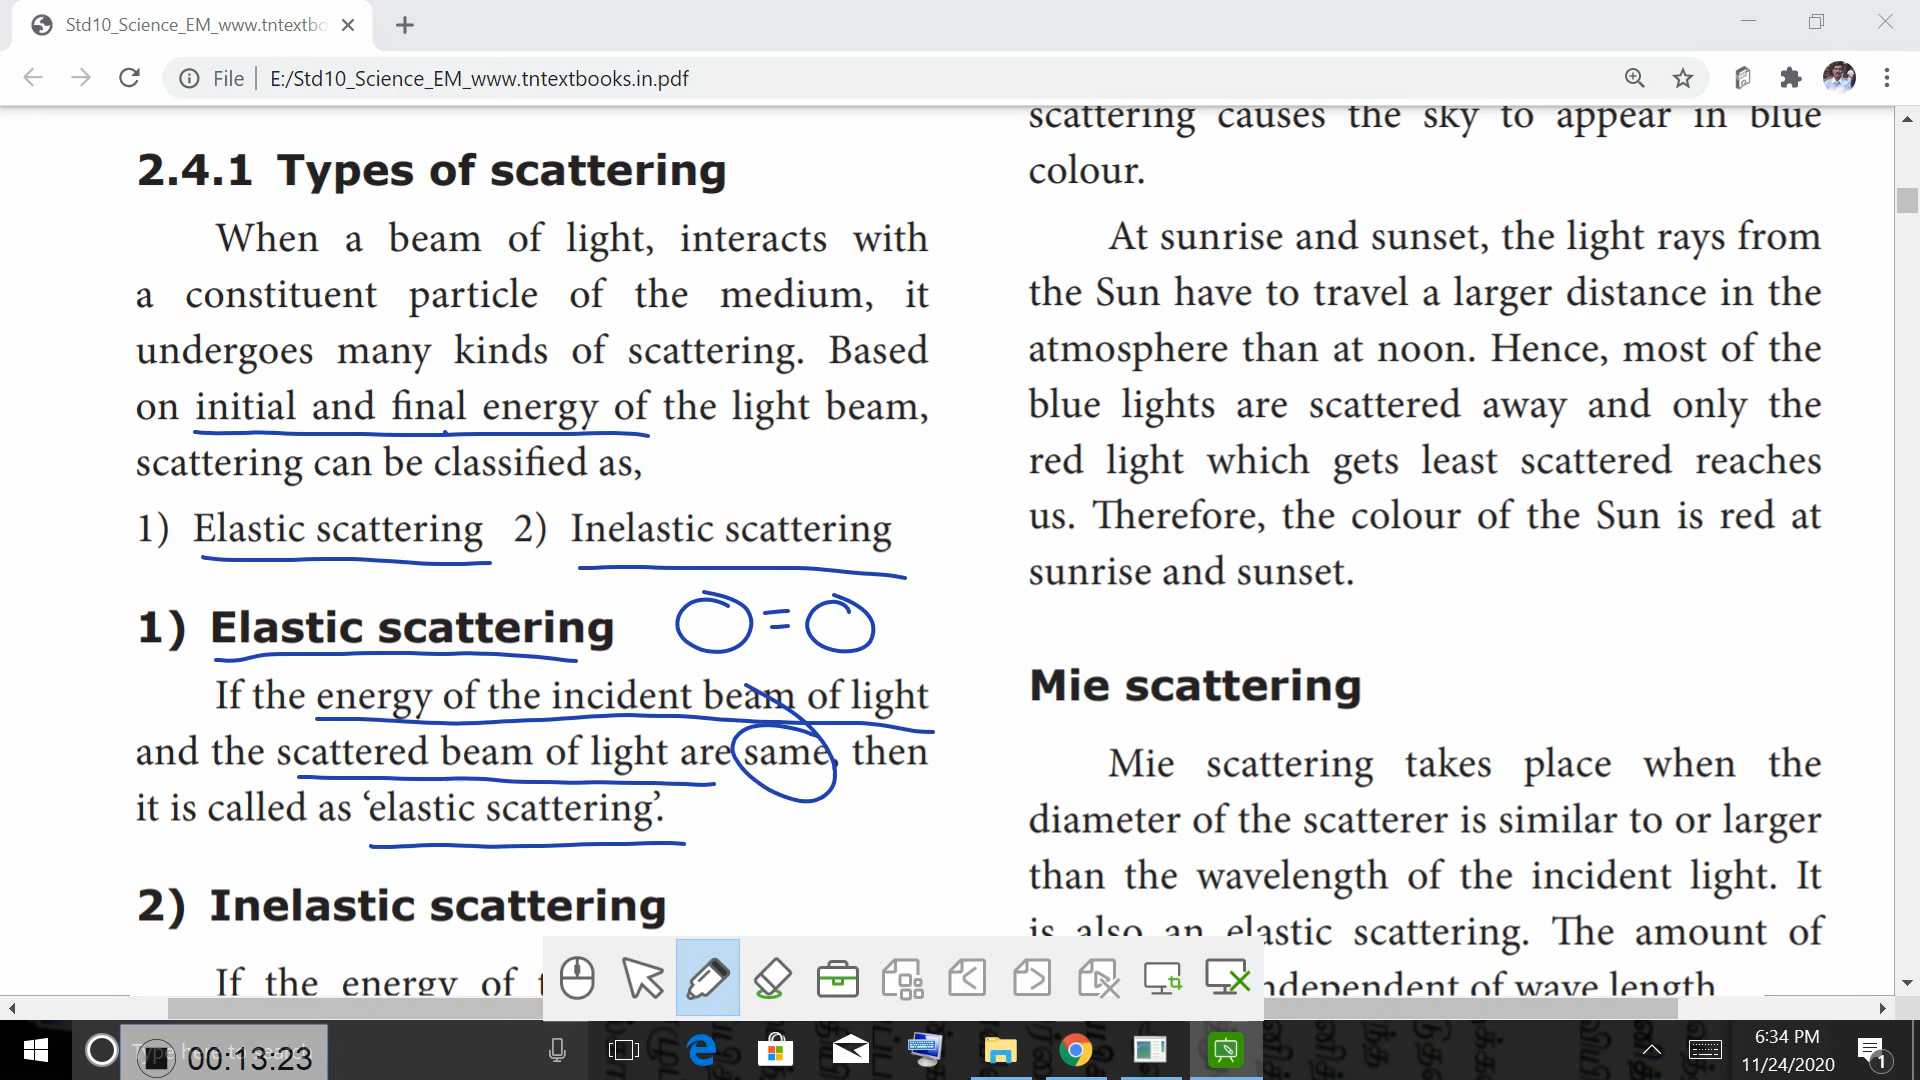 Std10_Science_EM_www.tntextbo
File
E:/Std10_Science_EM_www.tntextbooks.in.pdf
2.4.1 Types of scattering
When a beam of light, interacts with
a constituent particle of the medium, it
undergoes many kinds of scattering. Based
on initial and final energy of the light beam,
scattering can be classified as,
1) Elastic scattering 2) Inelastic scattering
1) Elastic scattering
=
If the energy of the incident beam of light
and the scattered beam of light are same, then
it is called as ‘elastic scattering’.
2) Inelastic scattering
If the energy of
scattering causes the sky to appear in blue
colour.
At sunrise and sunset, the light rays from
the Sun have to travel a larger distance in the
atmosphere than at noon. Hence, most of the
blue lights are scattered away and only the
red light which gets least scattered reaches
us. Therefore, the colour of the Sun is red at
sunrise and sunset.
Mie scattering
Mie scattering takes place when the
diameter of the scatterer is similar to or larger
than the wavelength of the incident light. It
is also an elastic scattering. The amount of
ndependent of wave length
Type here to search
00:13:23
6:34 PM
11/24/2020
1